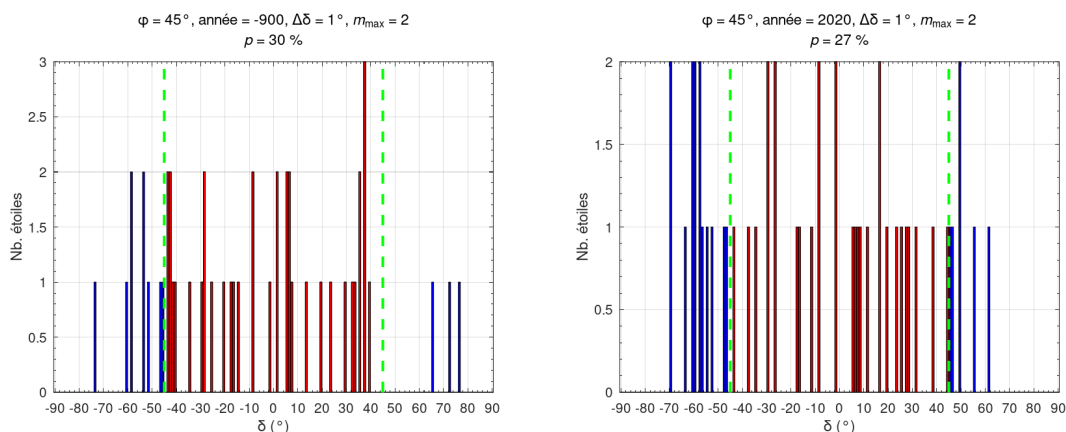 φ = 45°, année = -900, Δδ = 1°, mmax = 2
p = 30 %
3
2.5
2
1.5
1
0.5
0
Nb. étoiles
-90 -80 -70 -60 -50 -40 -30 -20 -10 0 10 20 30 40 50 60 70 80 90
δ (°)
φ = 45°, année = 2020, Δδ = 1°, mmax = 2
p = 27 %
2
1.5
1
0.5
0
Nb. étoiles
-90 -80 -70 -60 -50 -40 -30 -20 -10 0 10 20 30 40 50 60 70 80 90
δ (°)